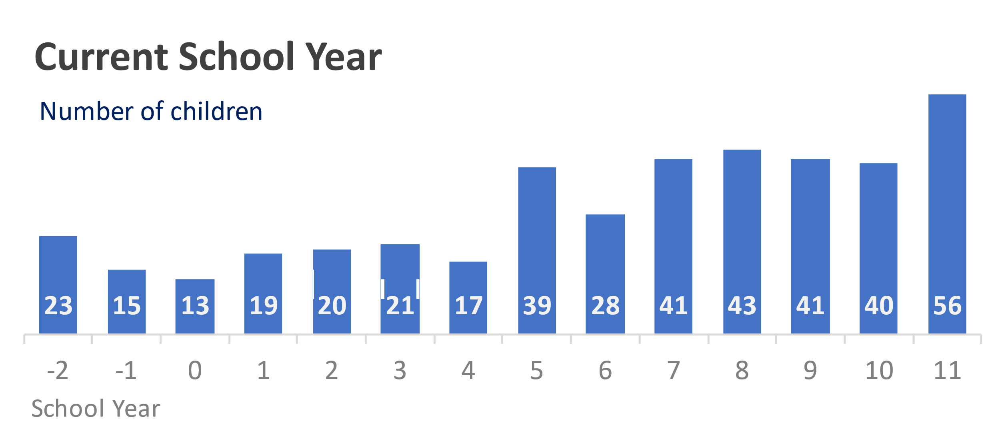 Current School Year
Number of children
23 15 13 19 20 21 17 39 28 41 43 41 40 56
-2 -1 0 1 2 3 4 5 6 7 8 9 10 11
School Year